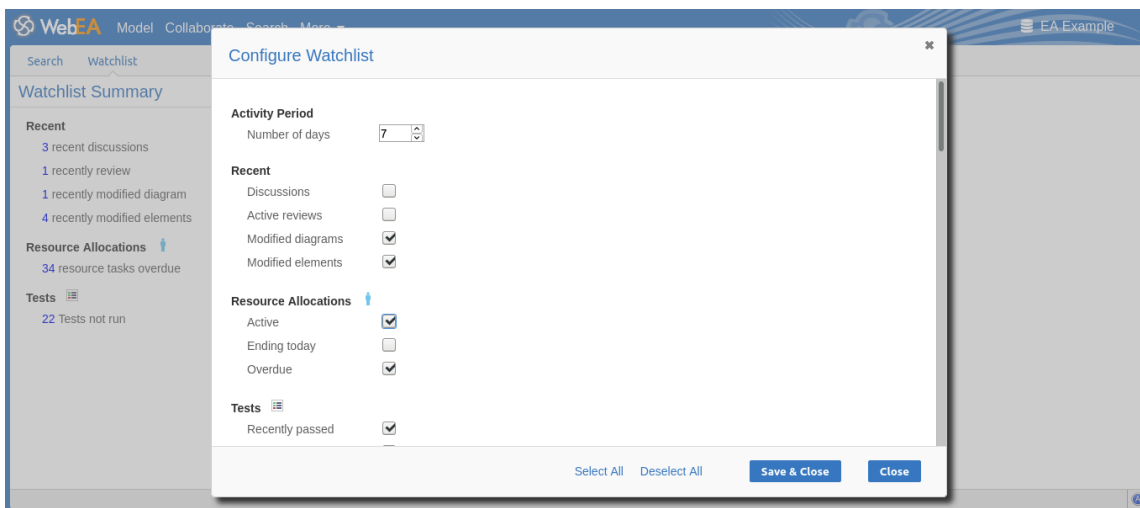 WebEA Model Collaborate Search More
EA Example
Search Watchlist
Watchlist Summary
Recent
3 recent discussions
1 recently review
1 recently modified diagram
4 recently modified elements
Resource Allocations
34 resource tasks overdue
Tests
22 Tests not run
Configure Watchlist
Activity Period
Number of days 7
Recent
Discussions
Active reviews
Modified diagrams
Modified elements
Resource Allocations
Active
Ending today
Overdue
Tests
Recently passed
Select All Deselect All Save & Close Close